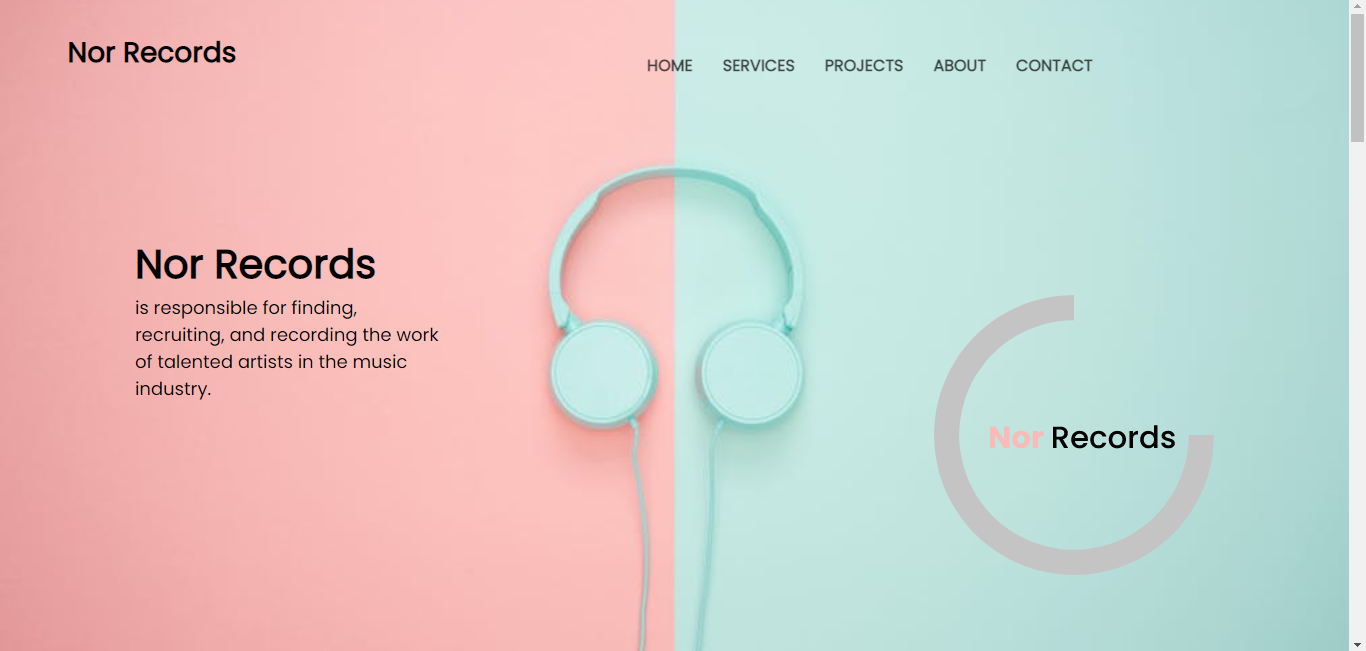 Nor Records
HOME SERVICES PROJECTS ABOUT CONTACT
Nor Records
is responsible for finding,
recruiting, and recording the work
of talented artists in the music
industry.
Nor Records